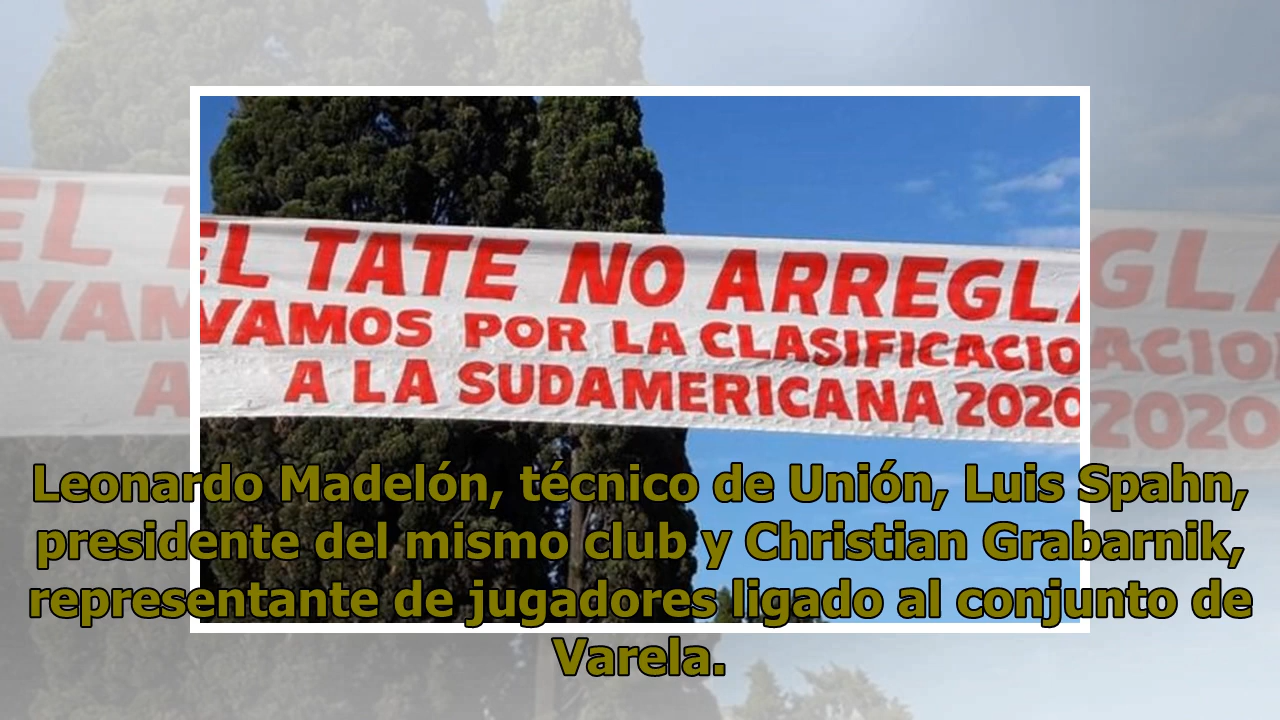 EL TATE NO ARREGLA
VAMOS POR LA CLASIFICACIO
A LA SUDAMERICANA 2020
Leonardo Madelón, técnico de Unión, Luis Spahn,
presidente del mismo club y Christian Grabarnik,
representante de jugadores ligado al conjunto de
Varela.